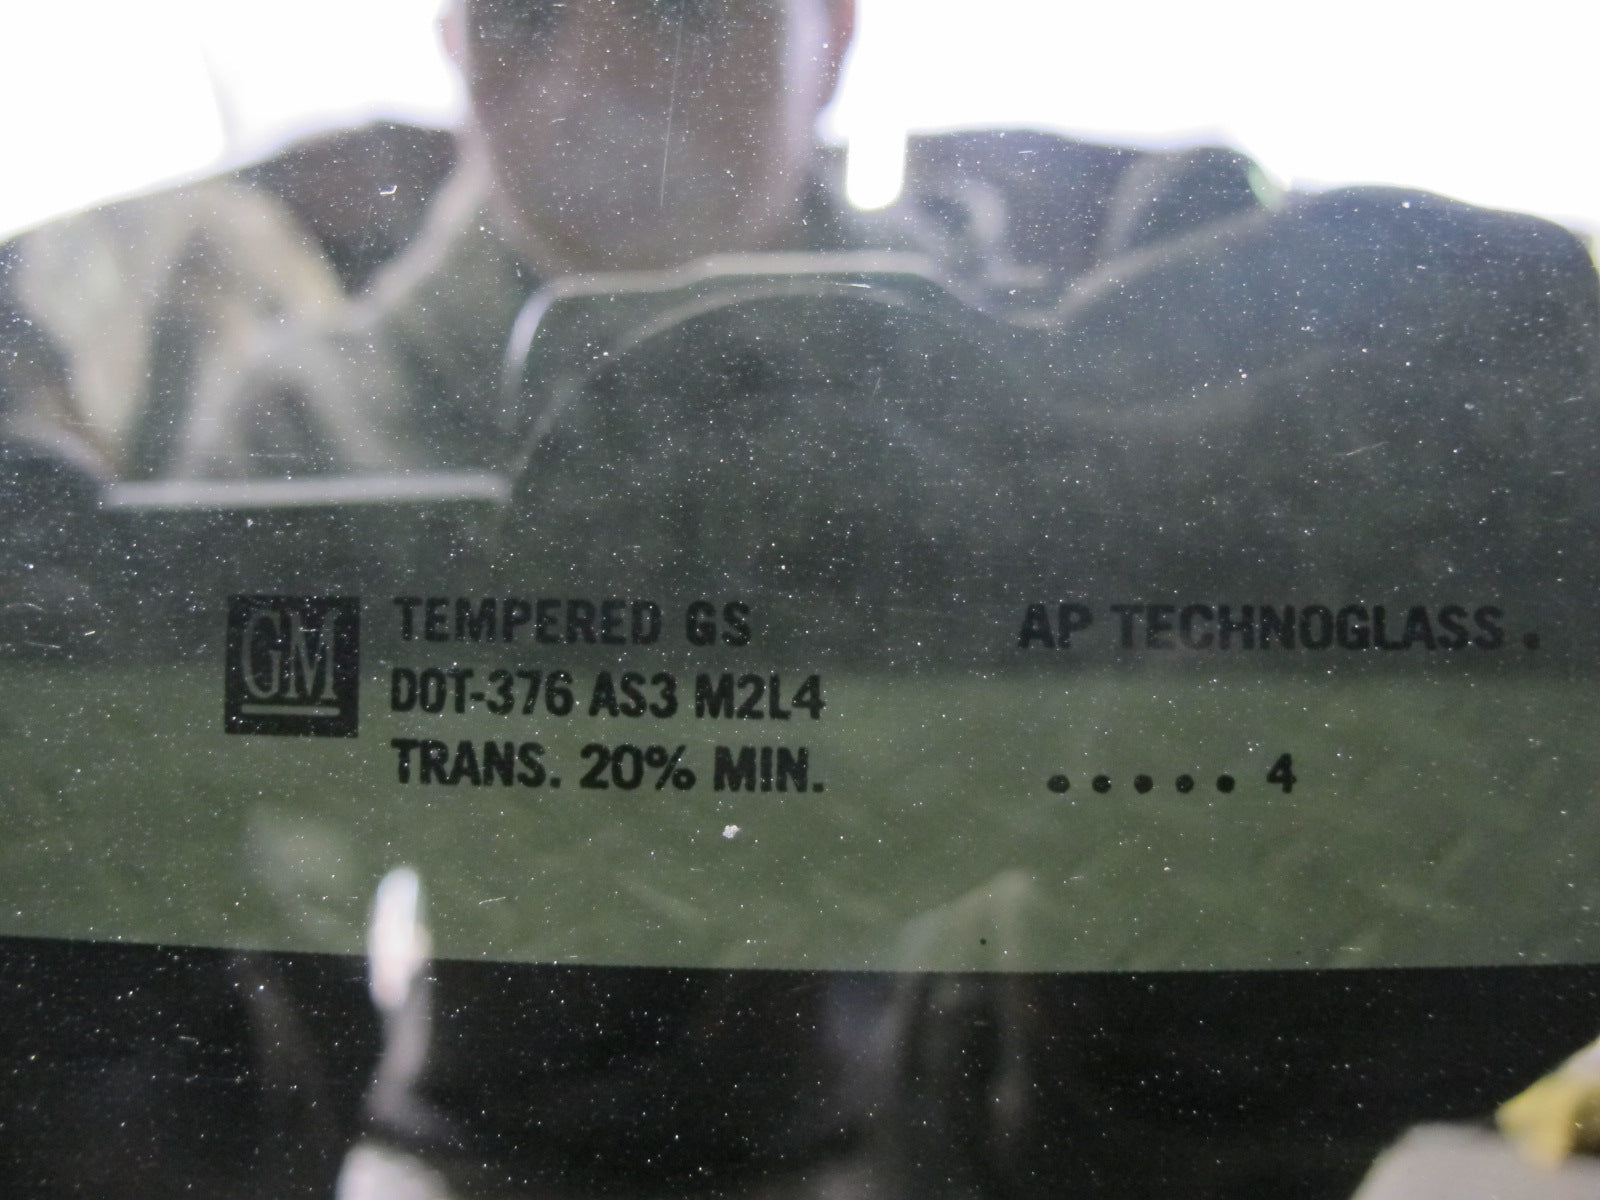 GM
TEMPERED GS
DOT-376 AS3 M2L4
TRANS. 20% MIN.
AP TECHNOGLASS .
. . . . . 4